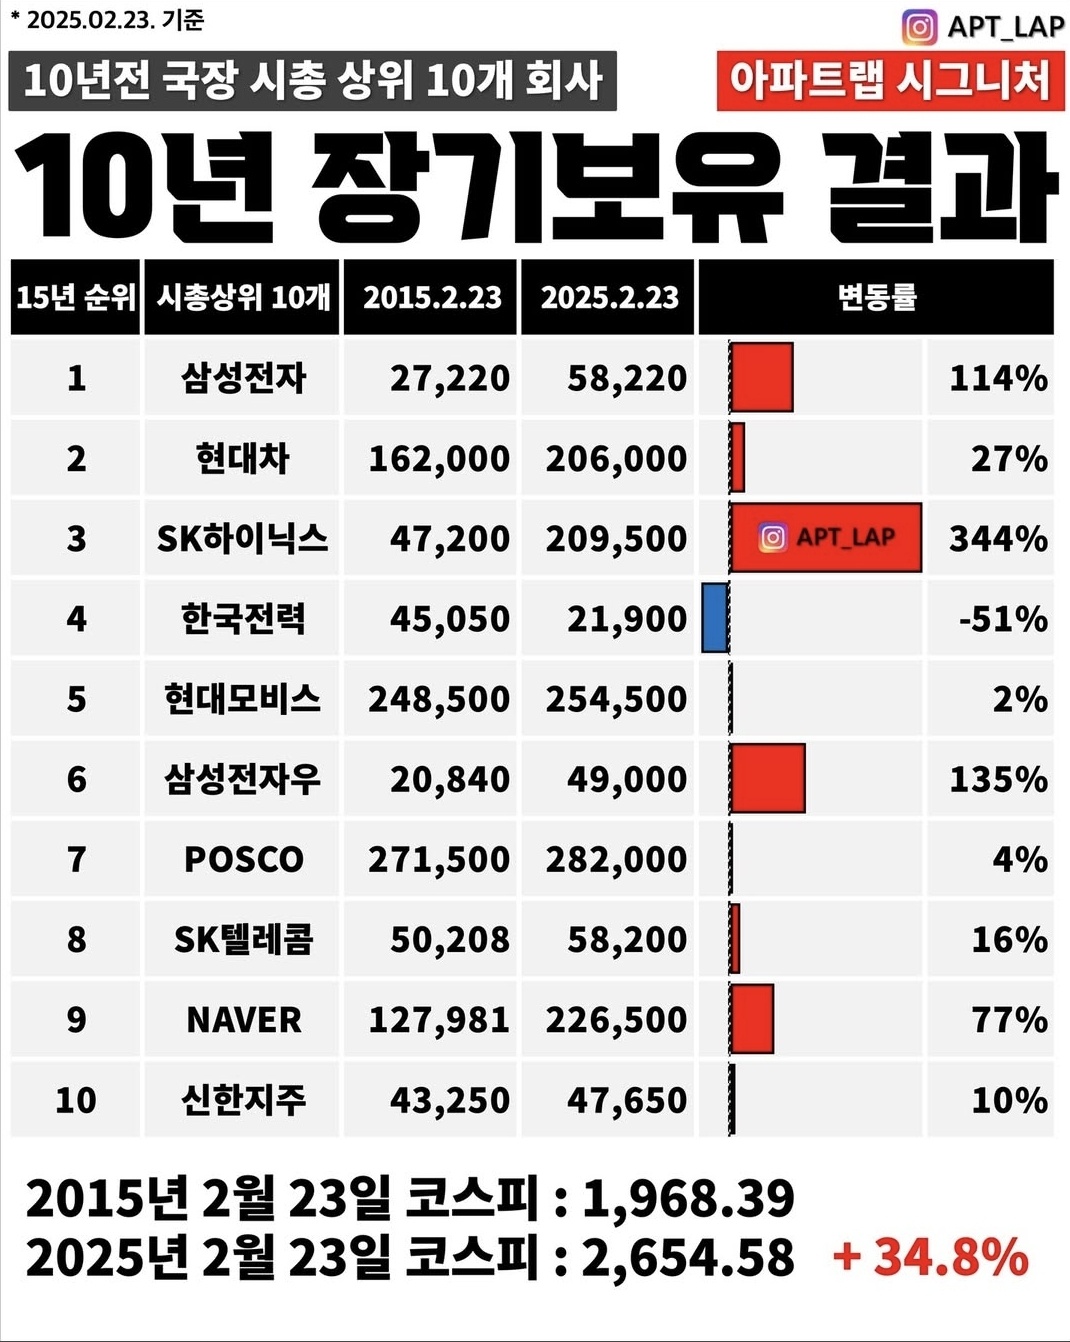 * 2025.02.23. 기준
APT_LAP
10년전 국장 시총 상위 10개 회사
아파트랩 시그니처
10년 장기보유 결과
15년 순위 시총상위 10개 2015.2.23 2025.2.23 변동률
1 삼성전자 27,220 58,220 114%
2 현대차 162,000 206,000 27%
3 SK하이닉스 47,200 209,500 APT_LAP 344%
4 한국전력 45,050 21,900 -51%
5 현대모비스 248,500 254,500 2%
6 삼성전자우 20,840 49,000 135%
7 POSCO 271,500 282,000 4%
8 SK텔레콤 50,208 58,200 16%
9 NAVER 127,981 226,500 77%
10 신한지주 43,250 47,650 10%
2015년 2월 23일 코스피 : 1,968.39
2025년 2월 23일 코스피 : 2,654.58 + 34.8%